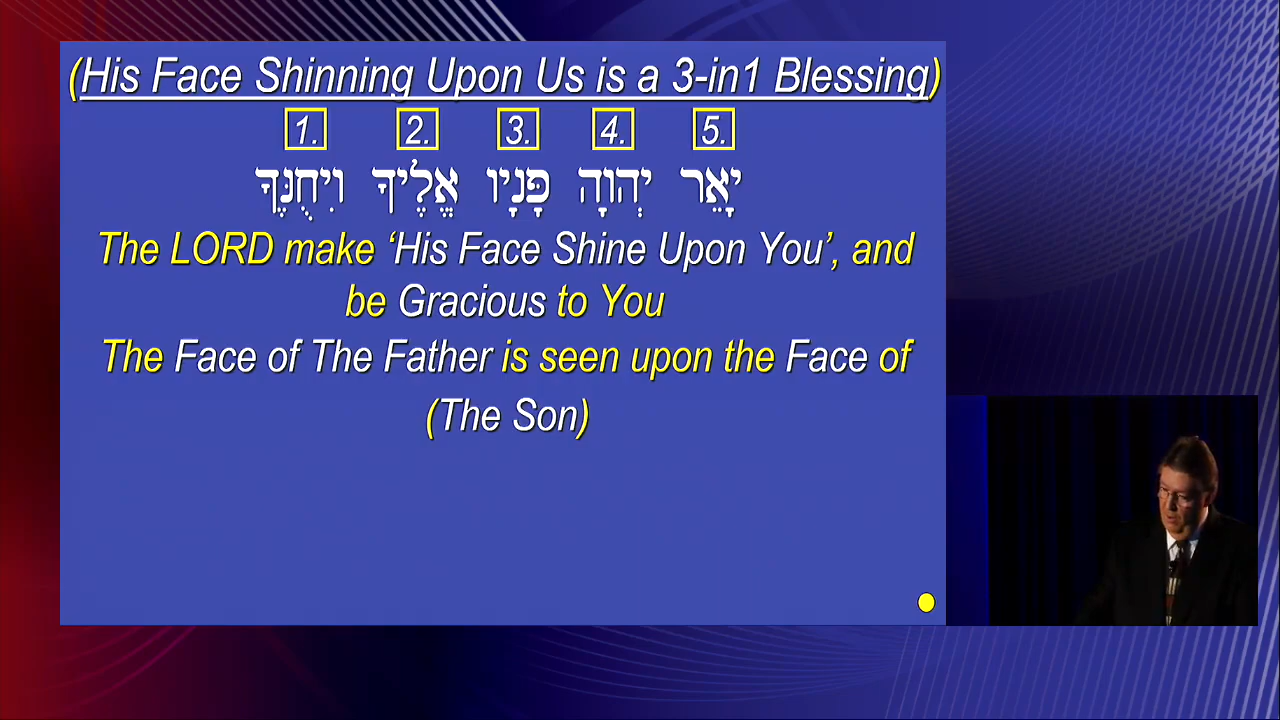 (His Face Shinning Upon Us is a 3-in1 Blessing)
1. 2. 3. 4. 5.
יָאֵר יְהוָה פָּנָיו אֱלֶיךָ וִיחֻנֶּךָּ
The LORD make ‘His Face Shine Upon You’, and
be Gracious to You
The Face of The Father is seen upon the Face of
(The Son)